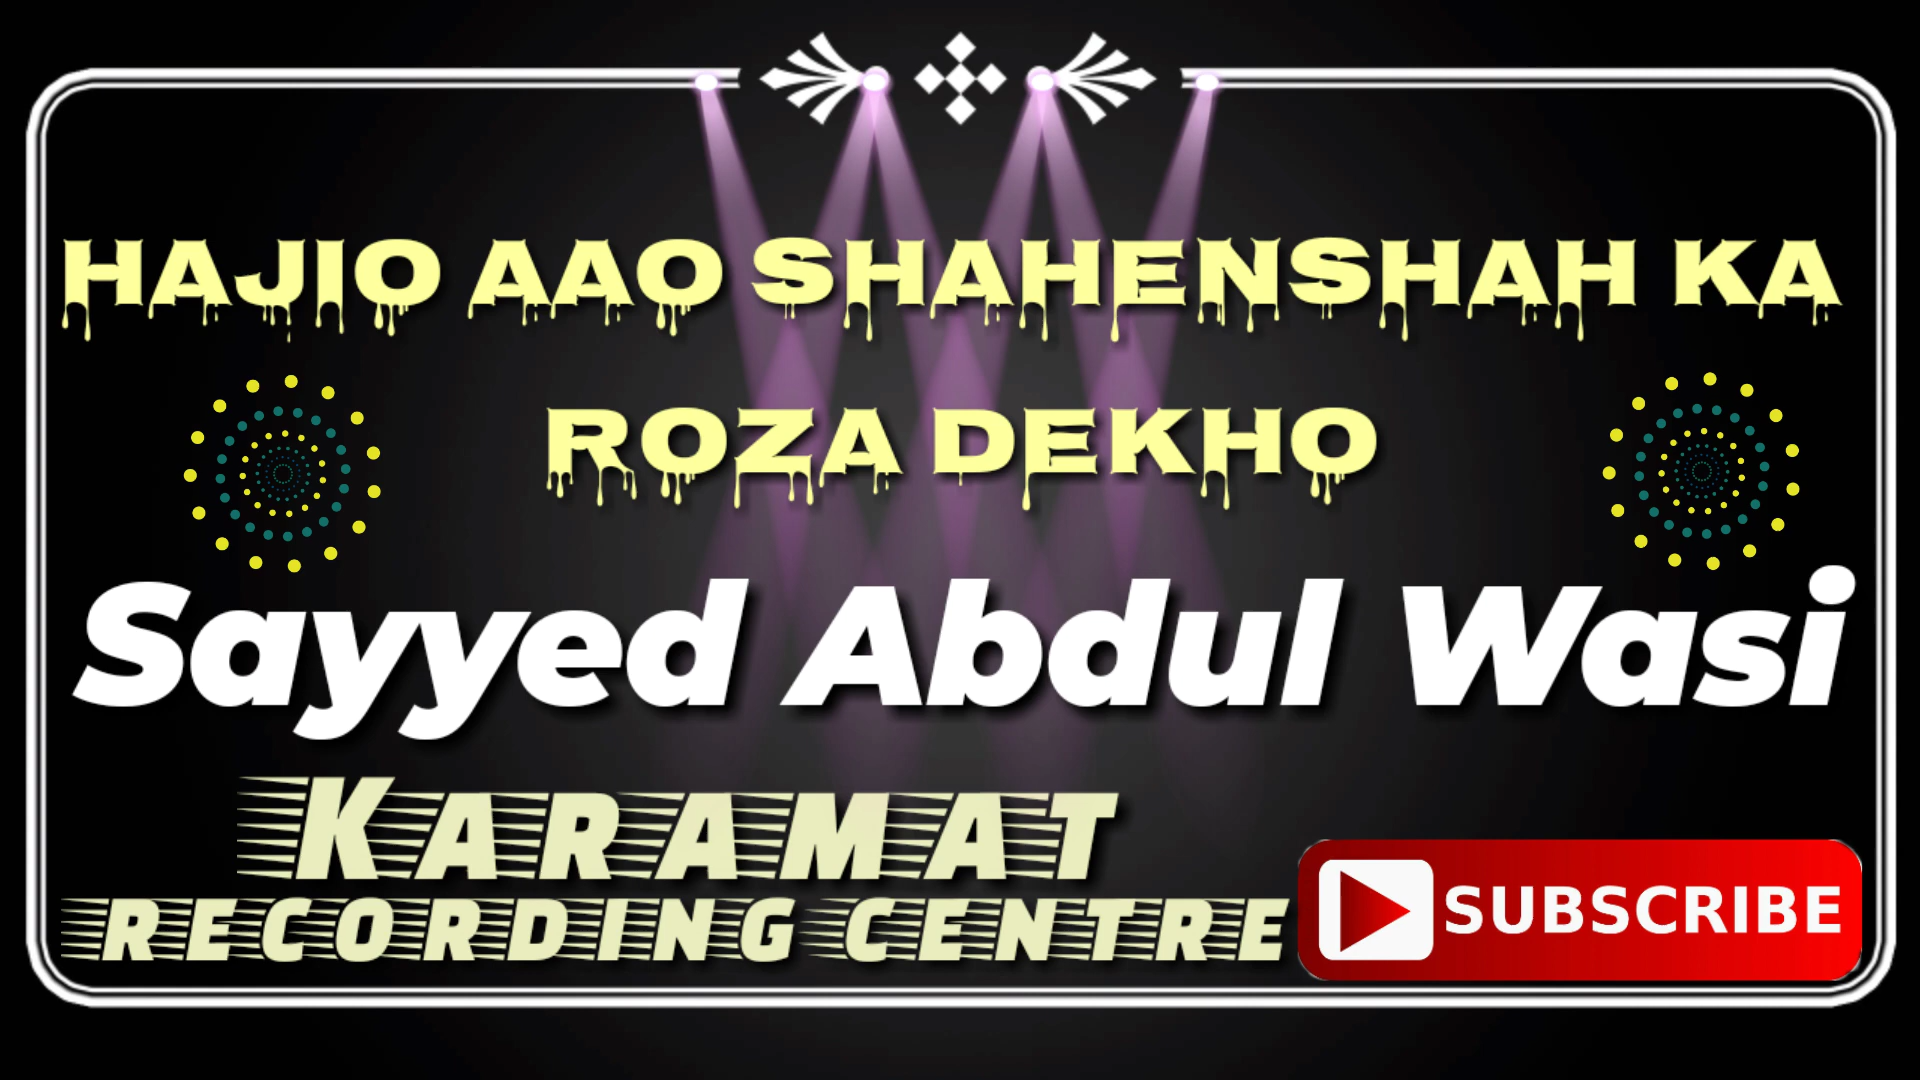 HAJIO AAO SHAHENSHAH KA
ROZA DEKHO
Sayyed Abdul Wasi
KARAMAT
RECORDING CENTRE
SUBSCRIBE